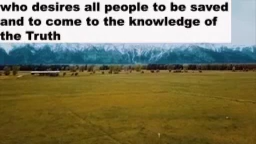 who desires all people to be saved
and to come to the knowledge of
the Truth